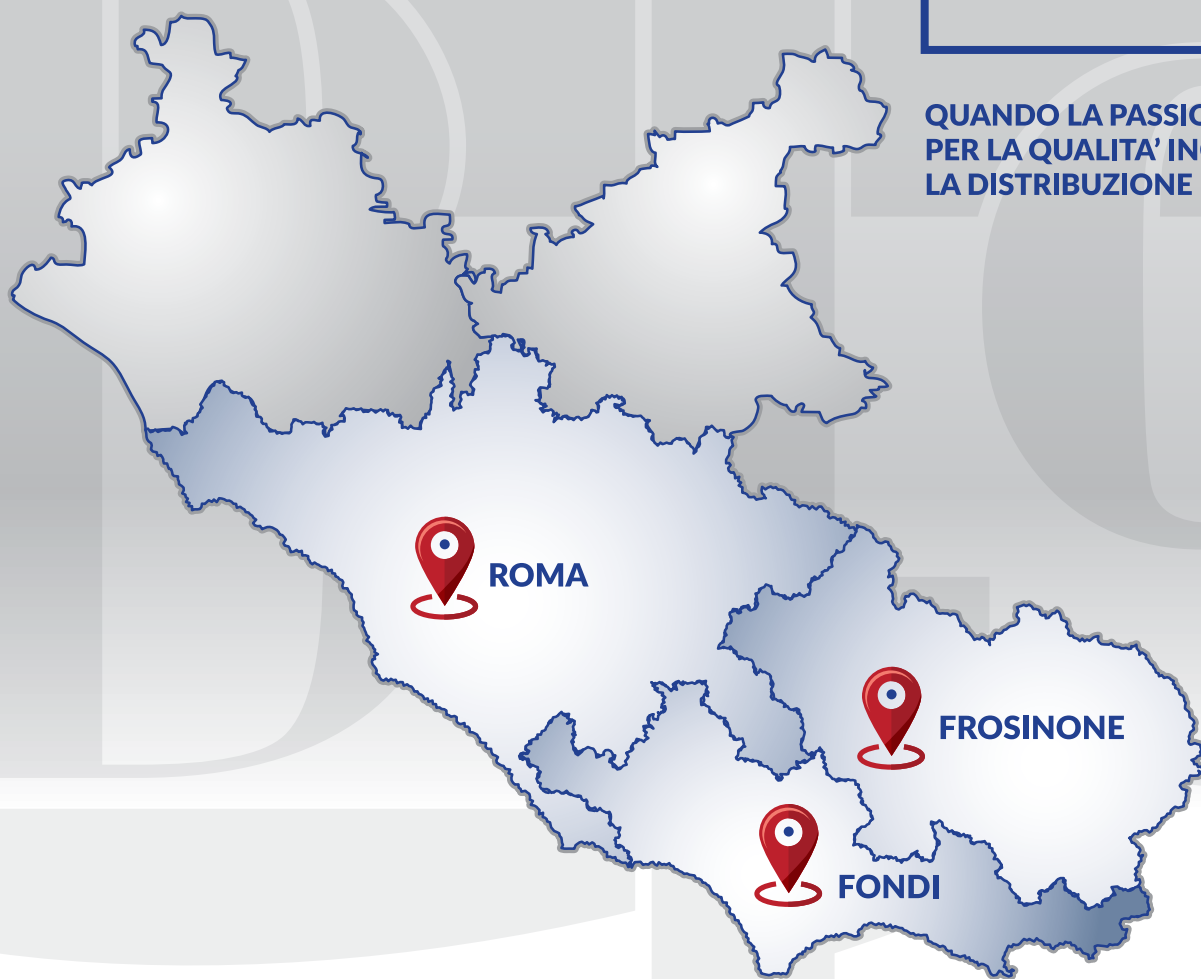 QUANDO LA PASSIO
PER LA QUALITA’ IN
LA DISTRIBUZIONE
ROMA
FROSINONE
FONDI